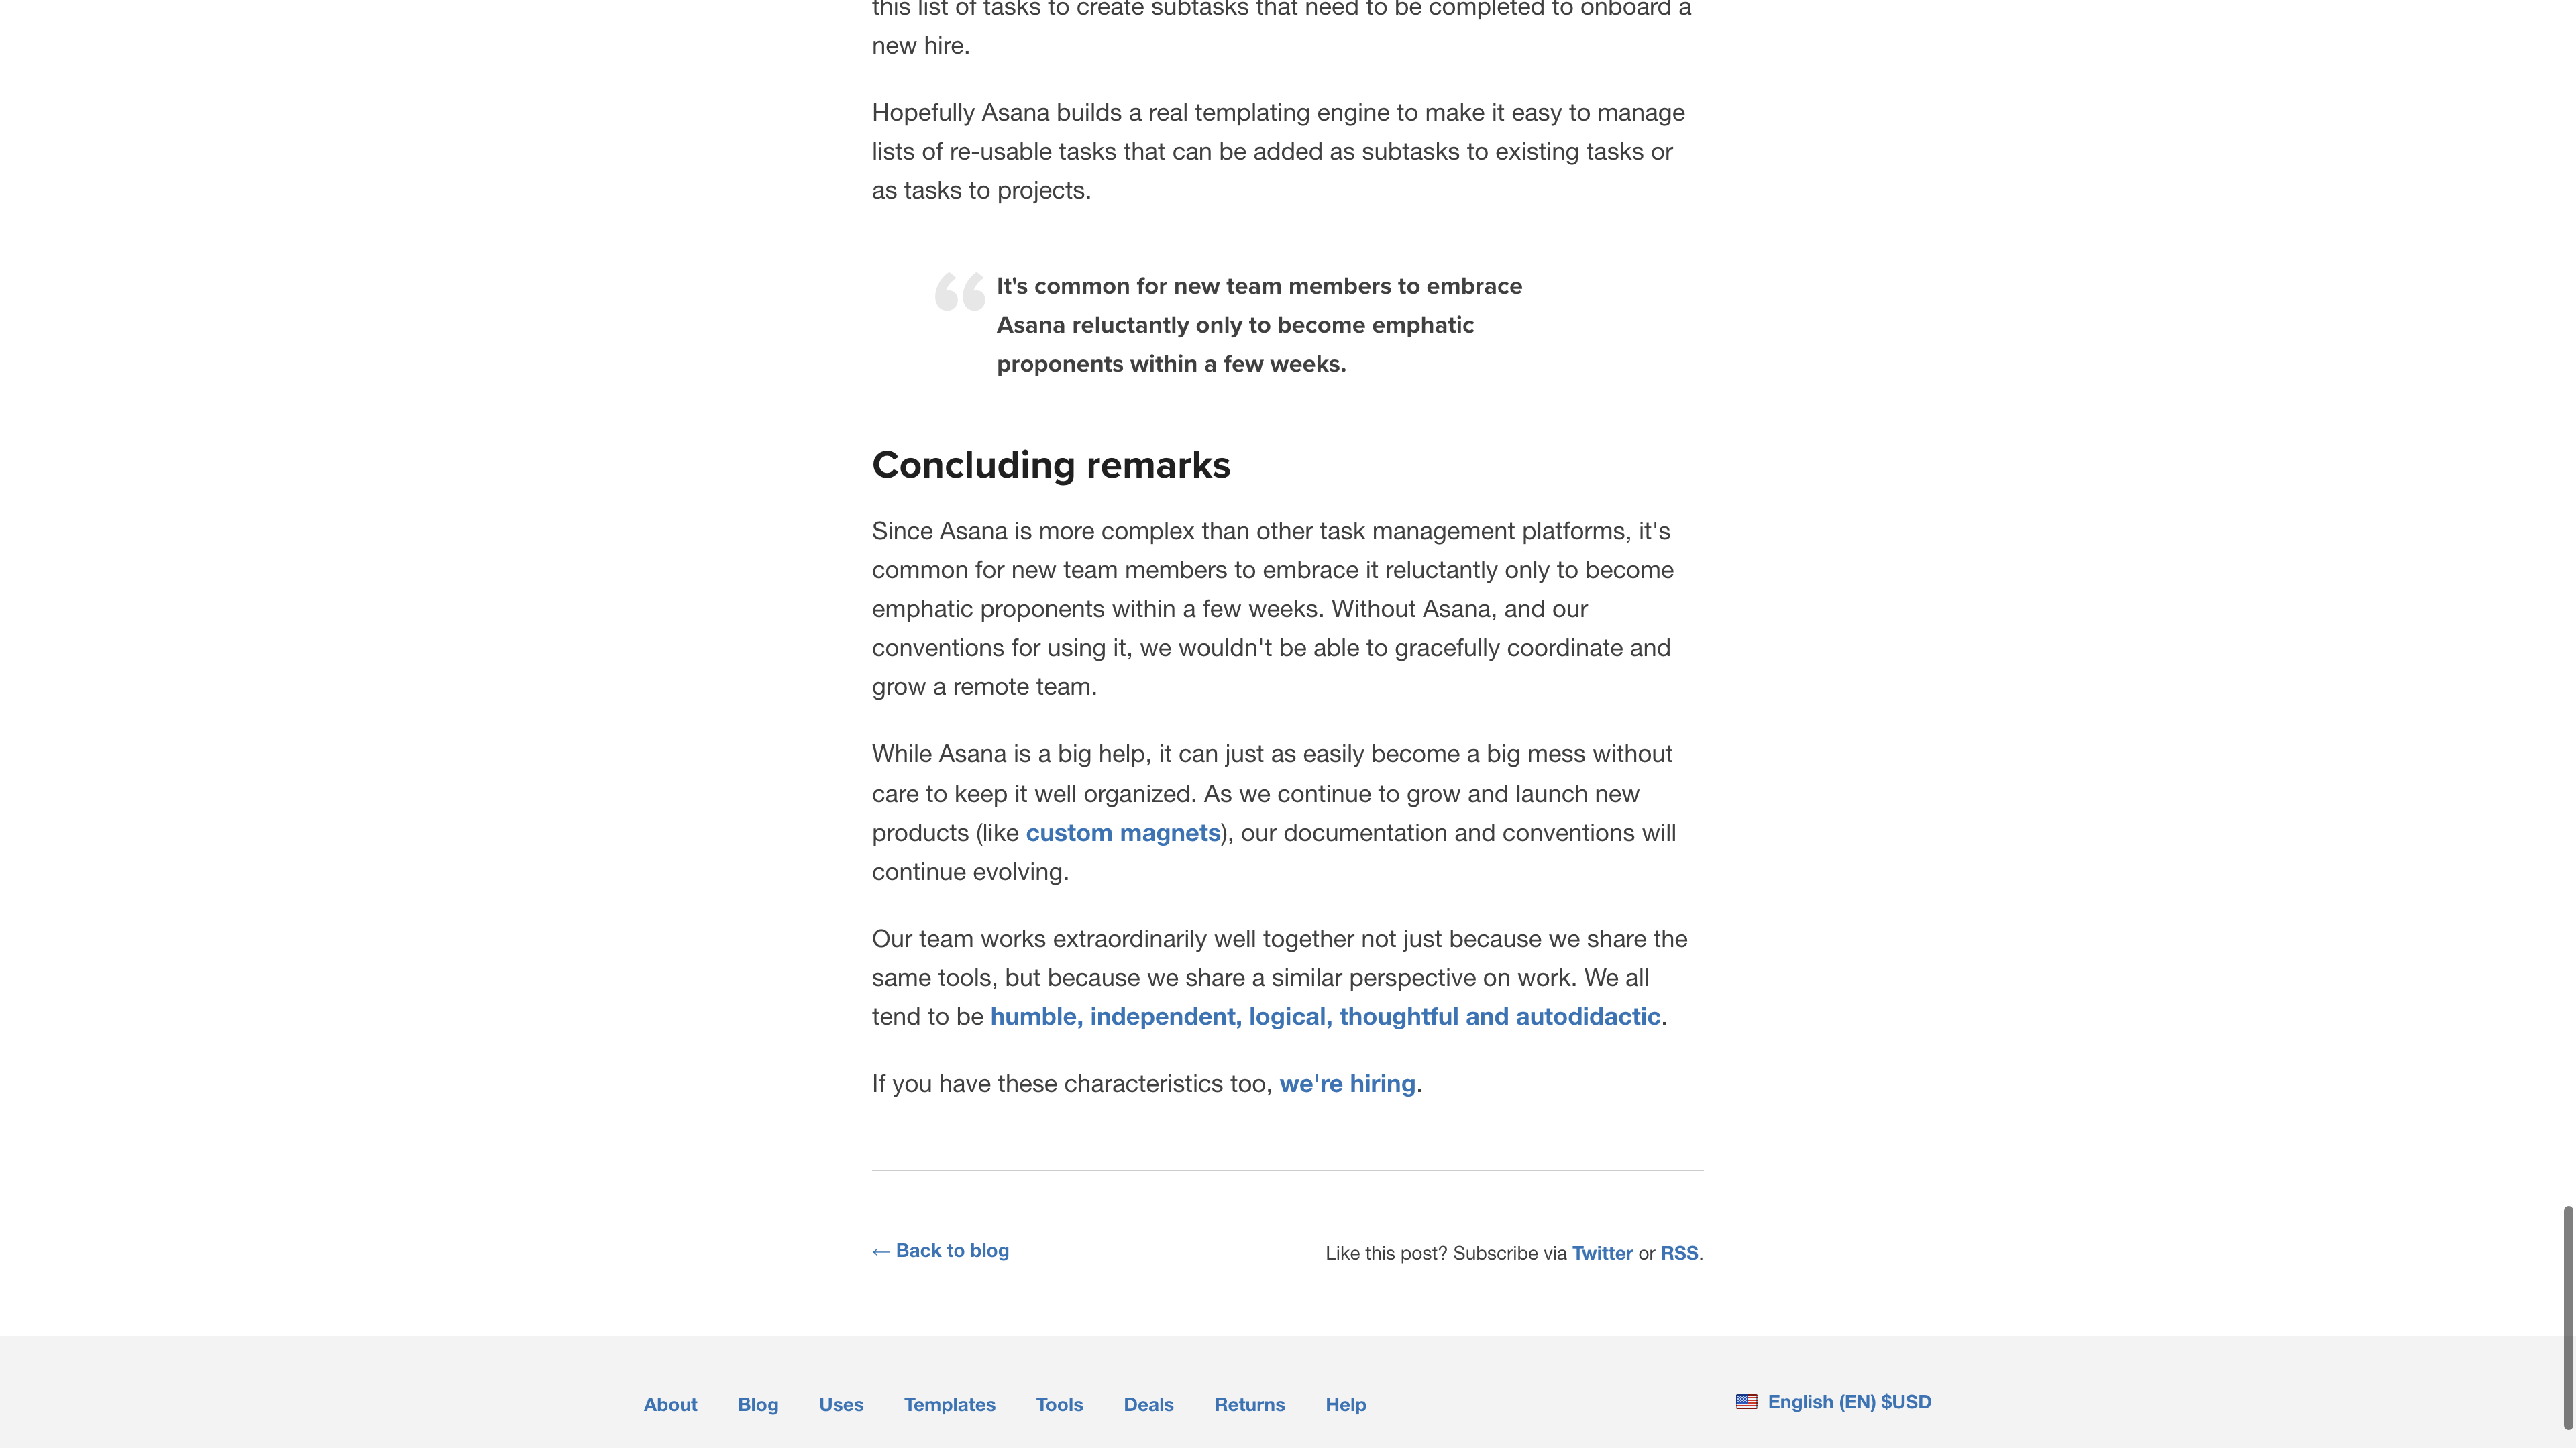 this list of tasks to create subtasks that need to be completed to onboard a
new hire.
Hopefully Asana builds a real templating engine to make it easy to manage
lists of re-usable tasks that can be added as subtasks to existing tasks or
as tasks to projects.
“ It's common for new team members to embrace
Asana reluctantly only to become emphatic
proponents within a few weeks.
Concluding remarks
Since Asana is more complex than other task management platforms, it's
common for new team members to embrace it reluctantly only to become
emphatic proponents within a few weeks. Without Asana, and our
conventions for using it, we wouldn't be able to gracefully coordinate and
grow a remote team.
While Asana is a big help, it can just as easily become a big mess without
care to keep it well organized. As we continue to grow and launch new
products (like custom magnets), our documentation and conventions will
continue evolving.
Our team works extraordinarily well together not just because we share the
same tools, but because we share a similar perspective on work. We all
tend to be humble, independent, logical, thoughtful and autodidactic.
If you have these characteristics too, we're hiring.
← Back to blog
Like this post? Subscribe via Twitter or RSS.
About Blog Uses Templates Tools Deals Returns Help
English (EN) $USD